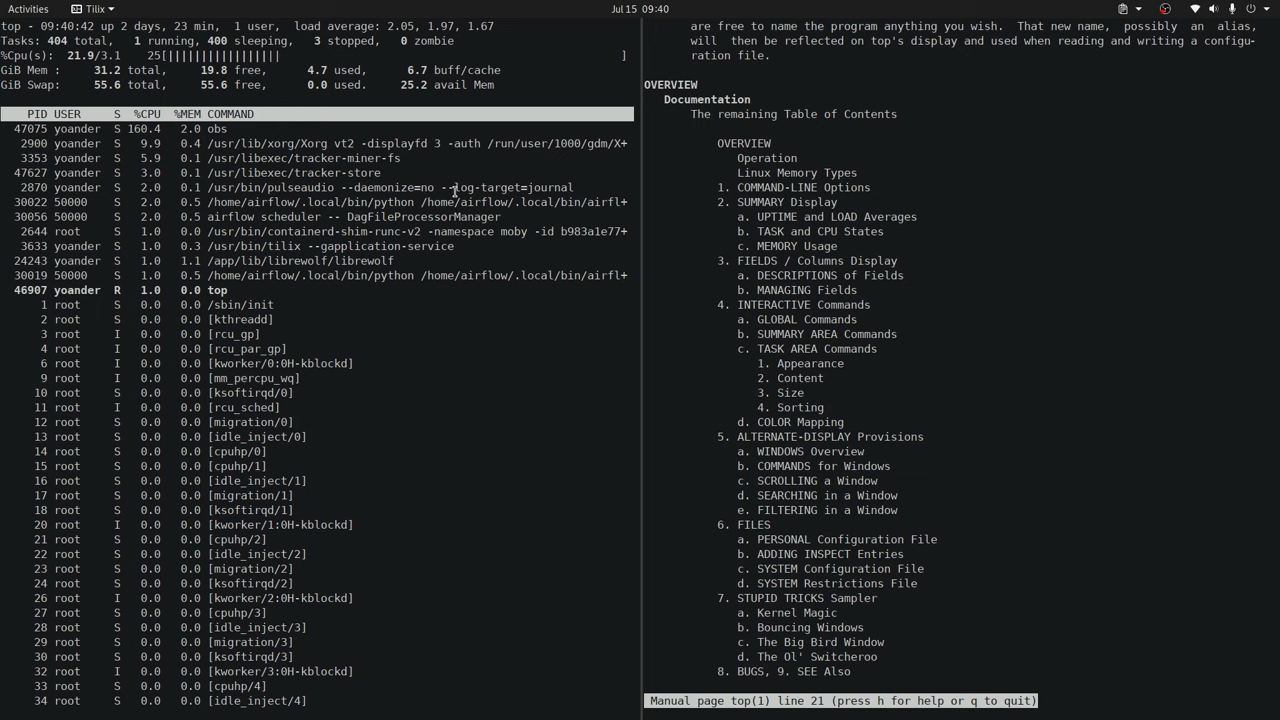 Activities Tilix Jul 15 09:40
top - 09:40:42 up 2 days, 23 min, 1 user, load average: 2.05, 1.97, 1.67
Tasks: 404 total, 1 running, 400 sleeping, 3 stopped, 0 zombie
%Cpu(s): 21.9/3.1 25[||||||||||||||||||| ]
GiB Mem : 31.2 total, 19.8 free, 4.7 used, 6.7 buff/cache
GiB Swap: 55.6 total, 55.6 free, 0.0 used. 25.2 avail Mem
PID USER S %CPU %MEM COMMAND
47075 yoander S 160.4 2.0 obs
2900 yoander S 9.9 0.4 /usr/lib/xorg/Xorg vt2 -displayfd 3 -auth /run/user/1000/gdm/X+
3353 yoander S 5.9 0.1 /usr/libexec/tracker-miner-fs
47627 yoander S 3.0 0.1 /usr/libexec/tracker-store
2870 yoander S 2.0 0.1 /usr/bin/pulseaudio --daemonize=no --log-target=journal
30022 50000 S 2.0 0.5 /home/airflow/.local/bin/python /home/airflow/.local/bin/airfl+
30056 50000 S 2.0 0.5 airflow scheduler -- DagFileProcessorManager
2644 root S 1.0 0.0 /usr/bin/containerd-shim-runc-v2 -namespace moby -id b983a1e77+
3633 yoander S 1.0 0.3 /usr/bin/tilix --gapplication-service
24243 yoander S 1.0 1.1 /app/lib/librewolf/librewolf
30019 50000 S 1.0 0.5 /home/airflow/.local/bin/python /home/airflow/.local/bin/airfl+
46907 yoander R 1.0 0.0 top
1 root S 0.0 0.0 /sbin/init
2 root S 0.0 0.0 [kthreadd]
3 root I 0.0 0.0 [rcu_gp]
4 root I 0.0 0.0 [rcu_par_gp]
6 root I 0.0 0.0 [kworker/0:0H-kblockd]
9 root I 0.0 0.0 [mm_percpu_wq]
10 root S 0.0 0.0 [ksoftirqd/0]
11 root I 0.0 0.0 [rcu_sched]
12 root S 0.0 0.0 [migration/0]
13 root S 0.0 0.0 [idle_inject/0]
14 root S 0.0 0.0 [cpuhp/0]
15 root S 0.0 0.0 [cpuhp/1]
16 root S 0.0 0.0 [idle_inject/1]
17 root S 0.0 0.0 [migration/1]
18 root S 0.0 0.0 [ksoftirqd/1]
20 root I 0.0 0.0 [kworker/1:0H-kblockd]
21 root S 0.0 0.0 [cpuhp/2]
22 root S 0.0 0.0 [idle_inject/2]
23 root S 0.0 0.0 [migration/2]
24 root S 0.0 0.0 [ksoftirqd/2]
26 root I 0.0 0.0 [kworker/2:0H-kblockd]
27 root S 0.0 0.0 [cpuhp/3]
28 root S 0.0 0.0 [idle_inject/3]
29 root S 0.0 0.0 [migration/3]
30 root S 0.0 0.0 [ksoftirqd/3]
32 root I 0.0 0.0 [kworker/3:0H-kblockd]
33 root S 0.0 0.0 [cpuhp/4]
34 root S 0.0 0.0 [idle_inject/4]
are free to name the program anything you wish. That new name, possibly an alias,
will then be reflected on top's display and used when reading and writing a configu-
ration file.
OVERVIEW
Documentation
The remaining Table of Contents
OVERVIEW
Operation
Linux Memory Types
1. COMMAND-LINE Options
2. SUMMARY Display
a. UPTIME and LOAD Averages
b. TASK and CPU States
c. MEMORY Usage
3. FIELDS / Columns Display
a. DESCRIPTIONS of Fields
b. MANAGING Fields
4. INTERACTIVE Commands
a. GLOBAL Commands
b. SUMMARY AREA Commands
c. TASK AREA Commands
1. Appearance
2. Content
3. Size
4. Sorting
d. COLOR Mapping
5. ALTERNATE-DISPLAY Provisions
a. WINDOWS Overview
b. COMMANDS for Windows
c. SCROLLING a Window
d. SEARCHING in a Window
e. FILTERING in a Window
6. FILES
a. PERSONAL Configuration File
b. ADDING INSPECT Entries
c. SYSTEM Configuration File
d. SYSTEM Restrictions File
7. STUPID TRICKS Sampler
a. Kernel Magic
b. Bouncing Windows
c. The Big Bird Window
d. The Ol' Switcheroo
8. BUGS, 9. SEE Also
Manual page top(1) line 21 (press h for help or q to quit)